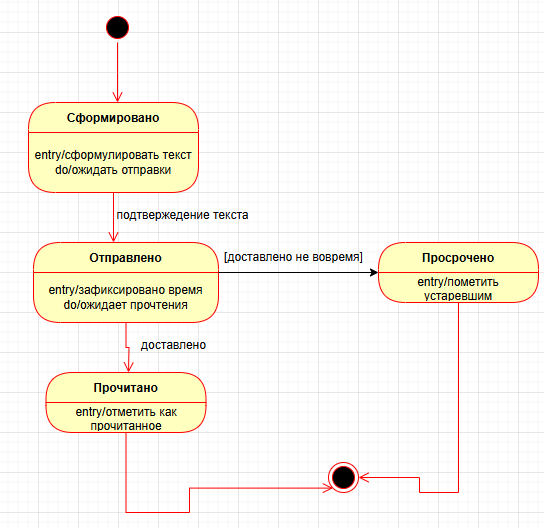 Сформировано
entry/сформулировать текст
do/ожидать отправки
подтвержедение текста
Отправлено
entry/зафиксировано время
do/ожидает прочтения
[доставлено не вовремя]
Просрочено
entry/пометить
устаревшим
доставлено
Прочитано
entry/отметить как
прочитанное